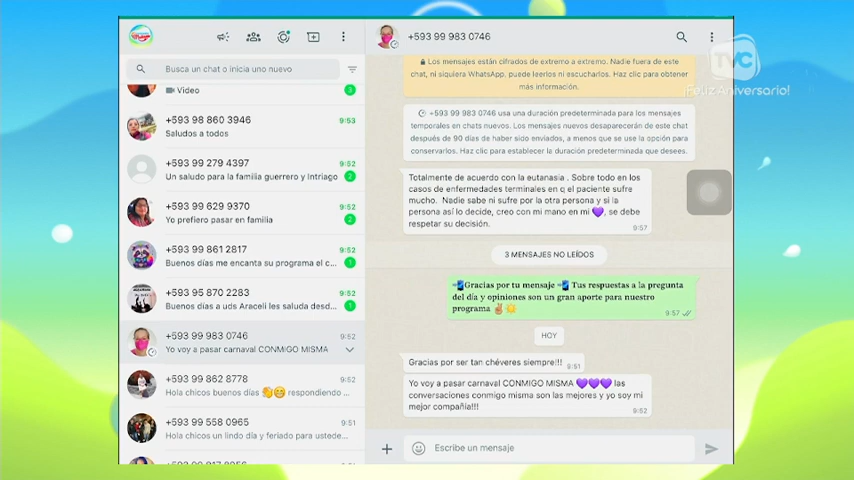 Busca un chat o inicia uno nuevo
Video
3
+593 98 860 3946
9:53
Saludos a todos
+593 99 279 4397
9:52
Un saludo para la familia guerrero y Intriago
2
+593 99 629 9370
9:52
Yo prefiero pasar en familia
2
+593 99 861 2817
9:52
Buenos días me encanta su programa el c...
1
+593 95 870 2283
9:52
Buenos días a uds Araceli les saluda desd...
1
+593 99 983 0746
9:52
Yo voy a pasar carnaval CONMIGO MISMA
+593 99 862 8778
9:52
Hola chicos buenos días 👏😁 respondiendo ...
+593 99 558 0965
9:51
Hola chicos un lindo día y feriado para ustede...
+593 99 983 0746
TVC
¡Feliz Aniversario!
Los mensajes están cifrados de extremo a extremo. Nadie fuera de este
chat, ni siquiera WhatsApp, puede leerlos ni escucharlos. Haz clic para obtener
más información.
+593 99 983 0746 usa una duración predeterminada para los mensajes
temporales en chats nuevos. Los mensajes nuevos desaparecerán de este chat
después de 90 días de haber sido enviados, a menos que se use la opción para
conservarlos. Haz clic para establecer la duración predeterminada que desees.
Totalmente de acuerdo con la eutanasia . Sobre todo en los
casos de enfermedades terminales en q el paciente sufre
mucho. Nadie sabe ni sufre por la otra persona y si la
persona así lo decide, creo con mi mano en mi 💜, se debe
respetar su decisión.
9:57
3 MENSAJES NO LEÍDOS
📲Gracias por tu mensaje 📲 Tus respuestas a la pregunta
del día y opiniones son un gran aporte para nuestro
programa ✌🏼☀️
9:57
HOY
Gracias por ser tan chéveres siempre!!!
9:51
Yo voy a pasar carnaval CONMIGO MISMA 💜💜💜 las
conversaciones conmigo misma son las mejores y yo soy mi
mejor compañía!!!
9:52
Escribe un mensaje